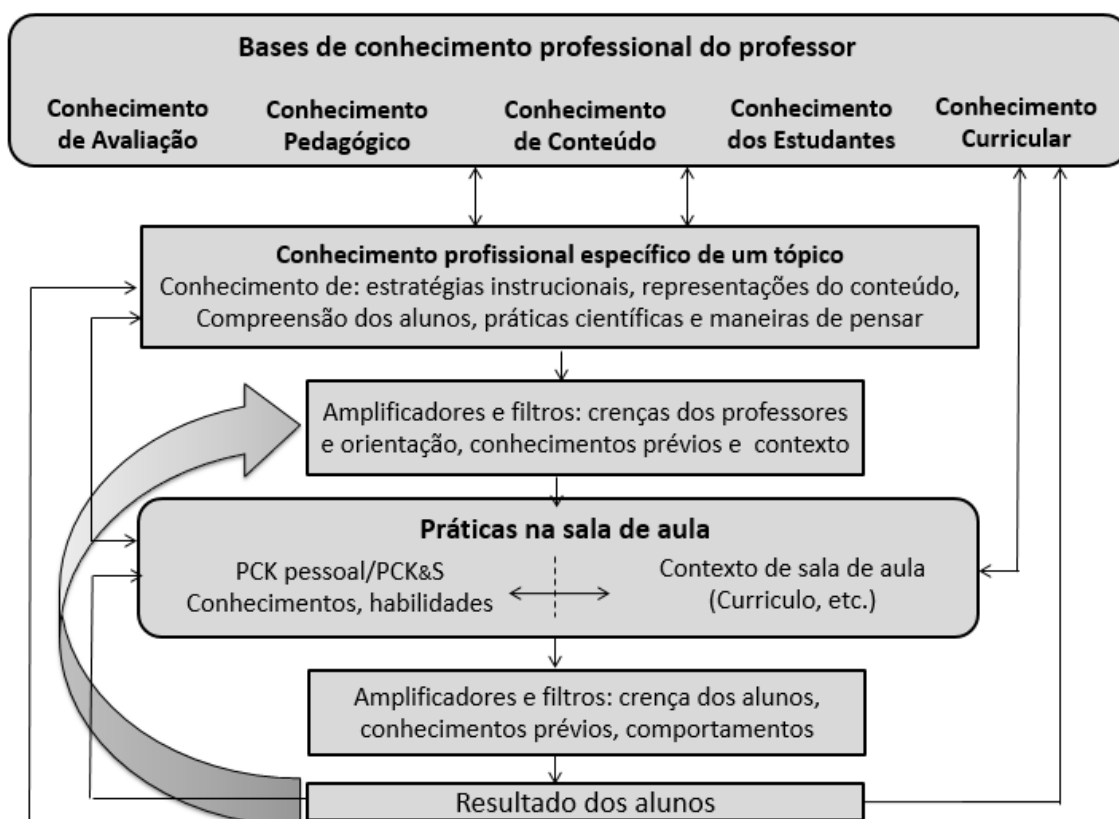 Bases de conhecimento professional do professor
Conhecimento de Avaliação
Conhecimento Pedagógico
Conhecimento de Conteúdo
Conhecimento dos Estudantes
Conhecimento Curricular
Conhecimento profissional específico de um tópico
Conhecimento de: estratégias instrucionais, representações do conteúdo,
Compreensão dos alunos, práticas científicas e maneiras de pensar
Amplificadores e filtros: crenças dos professores
e orientação, conhecimentos prévios e contexto
Práticas na sala de aula
PCK pessoal/PCK&S
Conhecimentos, habilidades
Contexto de sala de aula
(Curriculo, etc.)
Amplificadores e filtros: crença dos alunos,
conhecimentos prévios, comportamentos
Resultado dos alunos